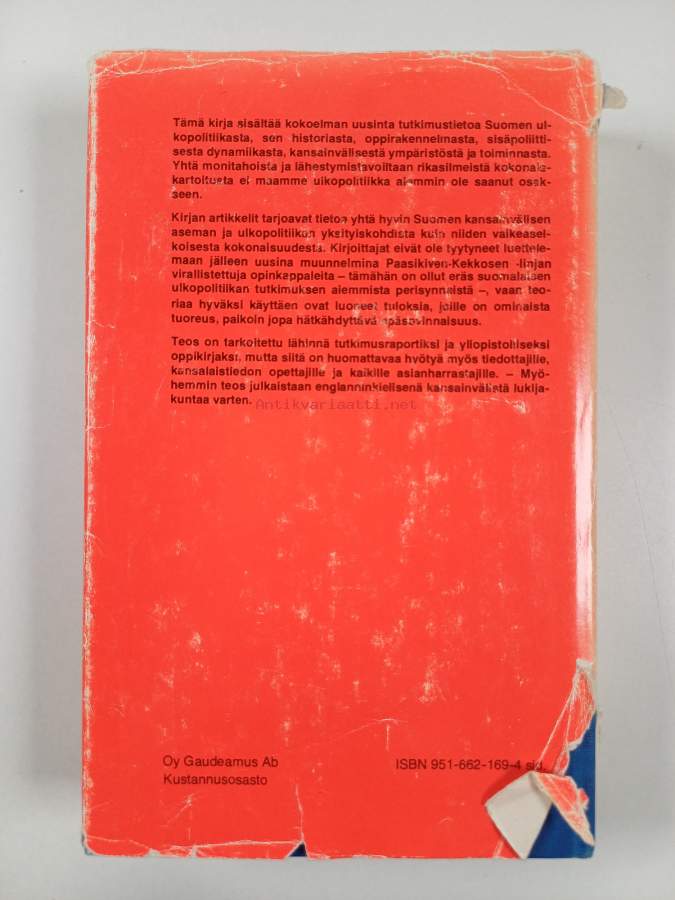 Tämä kirja sisältää kokoelman uusinta tutkimustietoa Suomen ul-
kopolitiikasta, sen historiasta, oppirakennelmasta, sisäpoliitti-
sesta dynamiikasta, kansainvälisestä ympäristöstä ja toiminnasta.
Yhtä monitahoista ja lähestymistavoiltaan rikasilmeistä kokonais-
kartoitusta ei maamme ulkopolitiikka aiemmin ole saanut osak-
seen.
Kirjan artikkelit tarjoavat tietoa yhtä hyvin Suomen kansainvälisen
aseman ja ulkopolitiikan yksityiskohdista kuin niiden vaikeasel-
koisesta kokonaisuudesta. Kirjoittajat eivät ole tyytyneet luettele-
maan jälleen uusina muunnelmina Paasikiven-Kekkosen -linjan
virallistettuja opinkappaleita – tämähän on ollut eräs suomalaisen
ulkopolitiikan tutkimuksen aiemmista perisynneistä –, vaan teo-
riaa hyväksi käyttäen ovat luoneet tuloksia, joille on ominaista
tuoreus, paikoin jopa hätkähdyttävä epäsovinnaisuus.
Teos on tarkoitettu lähinnä tutkimusraportiksi ja yliopistolliseksi
oppikirjaksi, mutta siitä on huomattavaa hyötyä myös tiedottajille,
kansalaistiedon opettajille ja kaikille asianharrastajille. – Myö-
hemmin teos julkaistaan englanninkielisenä kansainvälistä lukija-
kuntaa varten.
Antikvariaatti.net
Oy Gaudeamus Ab
Kustannusosasto
ISBN 951-662-169-4 sid.